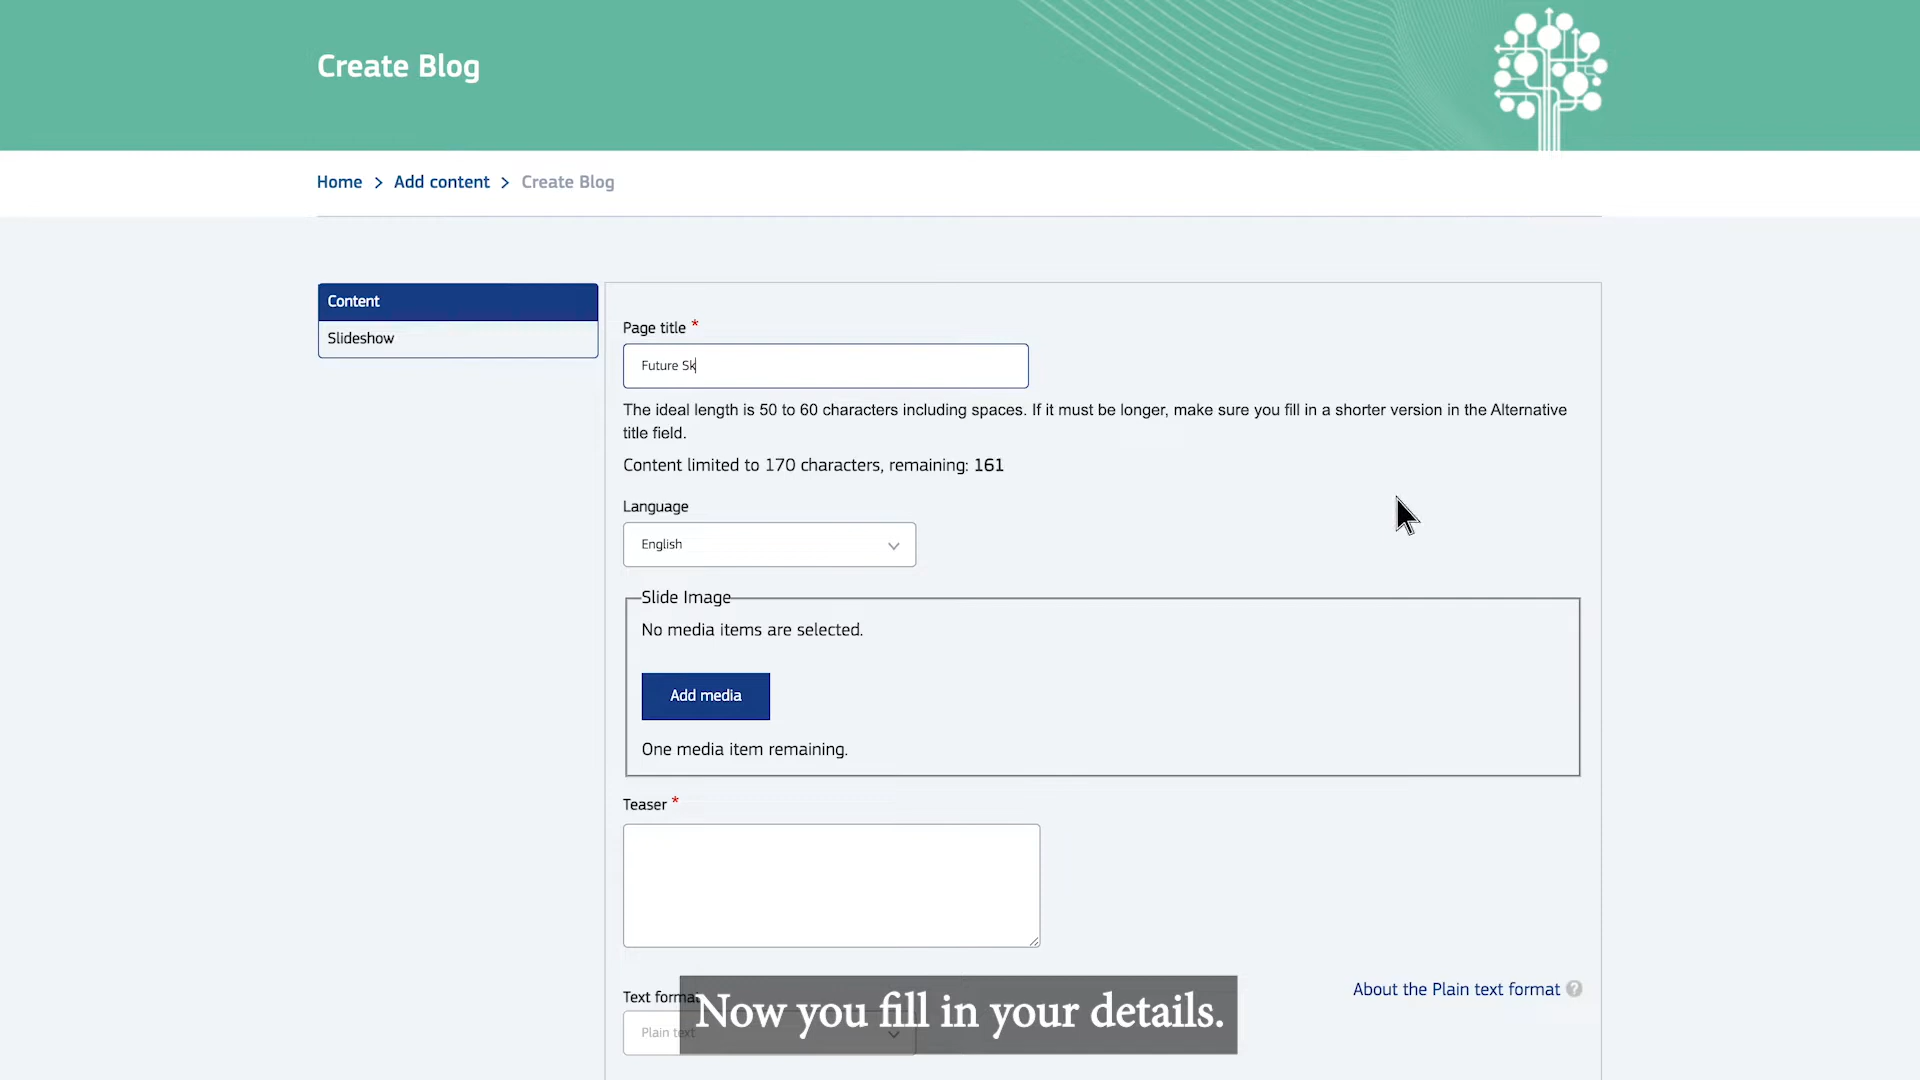 Create Blog
Home > Add content > Create Blog
Content
Slideshow
Page title *
Future Sk
The ideal length is 50 to 60 characters including spaces. If it must be longer, make sure you fill in a shorter version in the Alternative
title field.
Content limited to 170 characters, remaining: 161
Language
English
Slide Image
No media items are selected.
Add media
One media item remaining.
Teaser *
About the Plain text format ?
Text format
Plain text
Now you fill in your details.